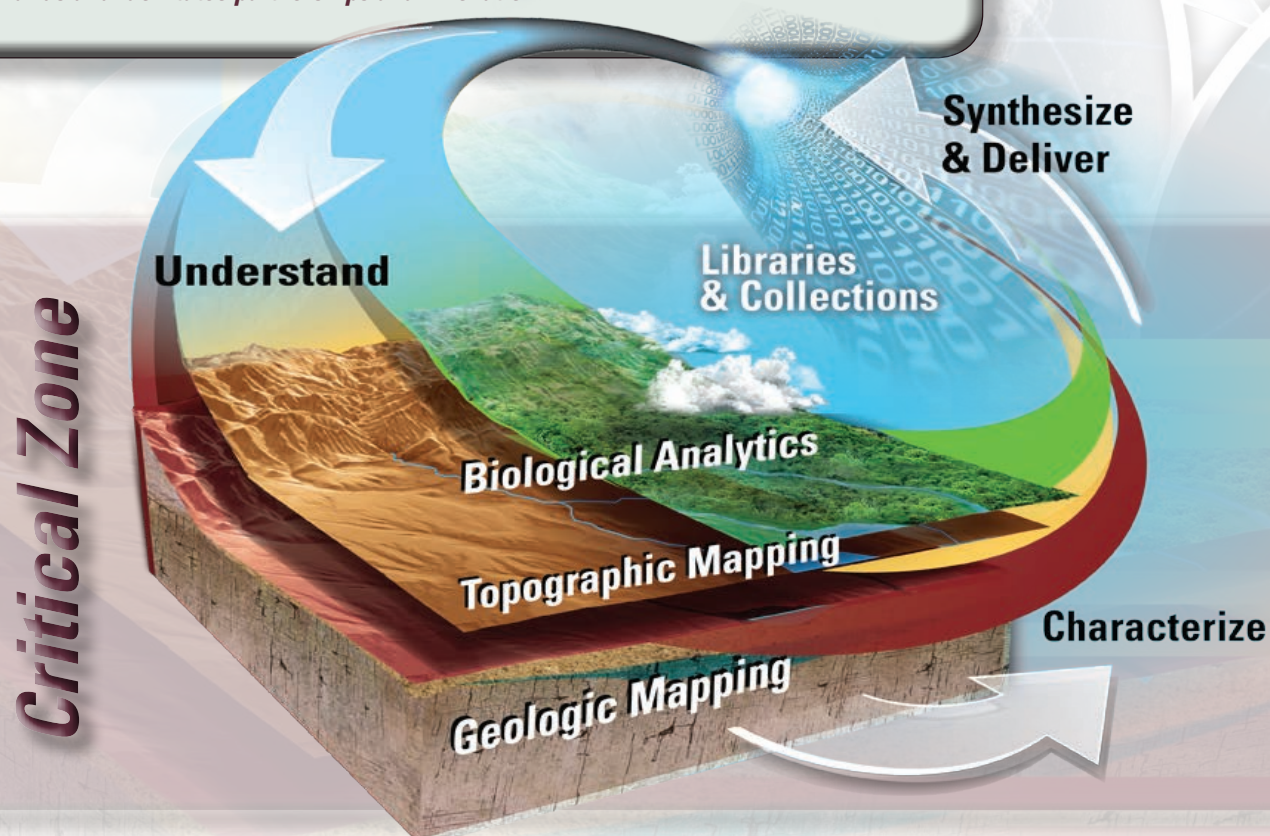 Synthesize
& Deliver
Understand
Libraries
& Collections
Critical Zone
Biological Analytics
Topographic Mapping
Characterize
Geologic Mapping